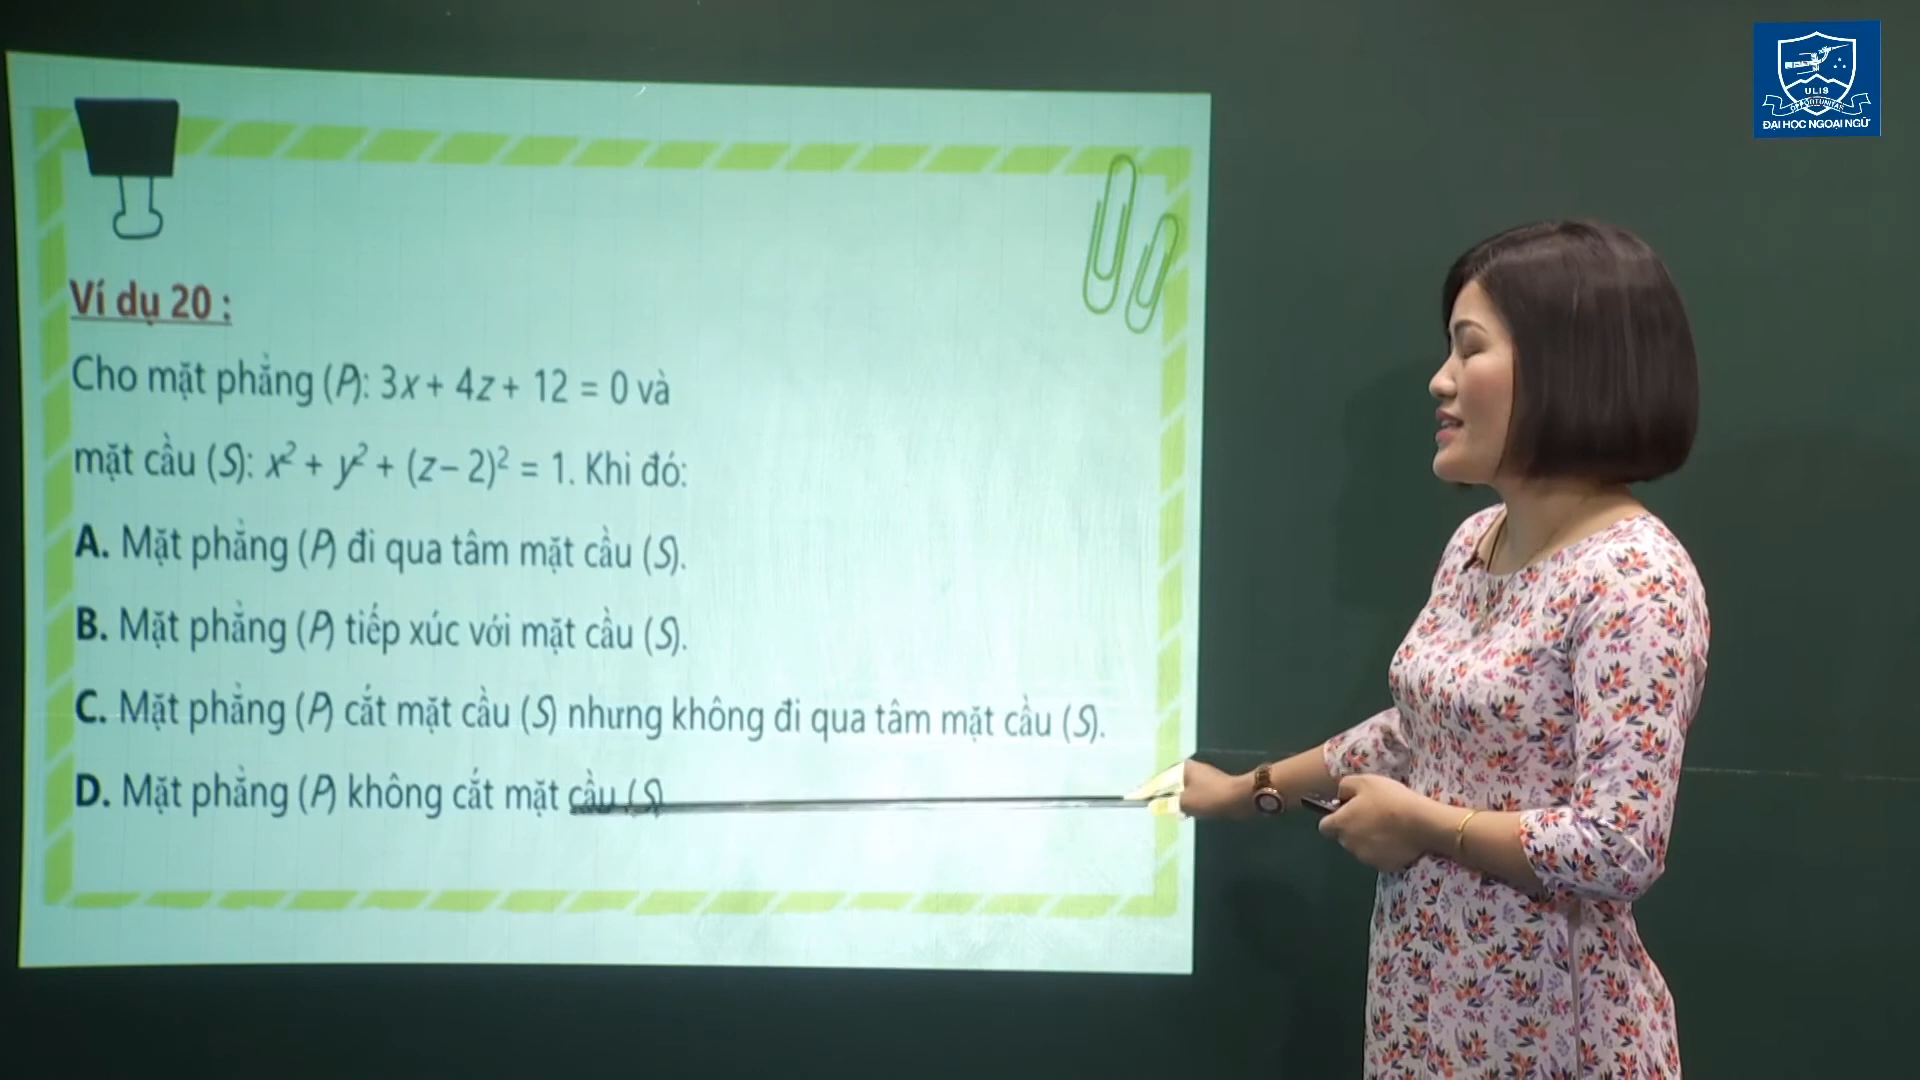 ULIS
OPPORTUNITAS
ĐẠI HỌC NGOẠI NGỮ
Ví dụ 20 :
Cho mặt phẳng (P): 3x + 4z + 12 = 0 và
mặt cầu (S): x² + y² + (z – 2)² = 1. Khi đó:
A. Mặt phẳng (P) đi qua tâm mặt cầu (S).
B. Mặt phẳng (P) tiếp xúc với mặt cầu (S).
C. Mặt phẳng (P) cắt mặt cầu (S) nhưng không đi qua tâm mặt cầu (S).
D. Mặt phẳng (P) không cắt mặt cầu (S)